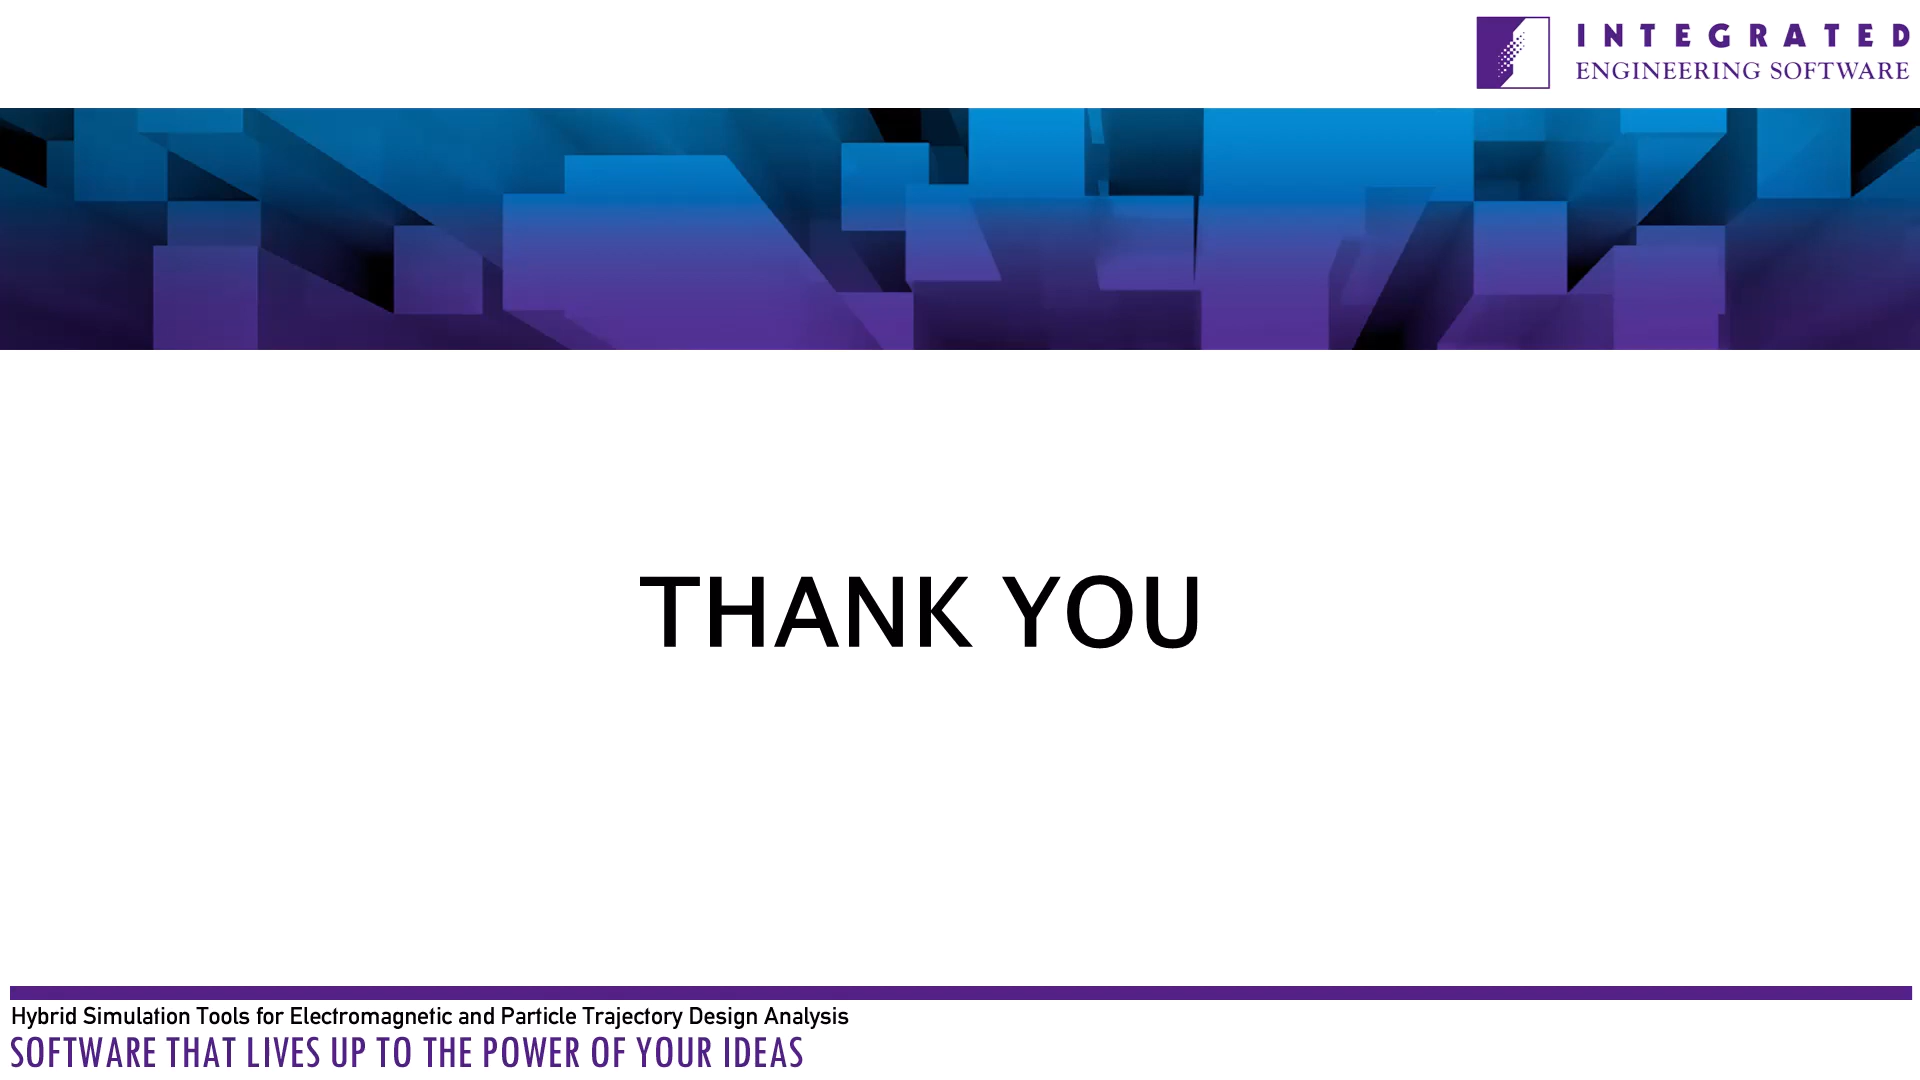 INTEGRATED
ENGINEERING SOFTWARE
THANK YOU
Hybrid Simulation Tools for Electromagnetic and Particle Trajectory Design Analysis
SOFTWARE THAT LIVES UP TO THE POWER OF YOUR IDEAS